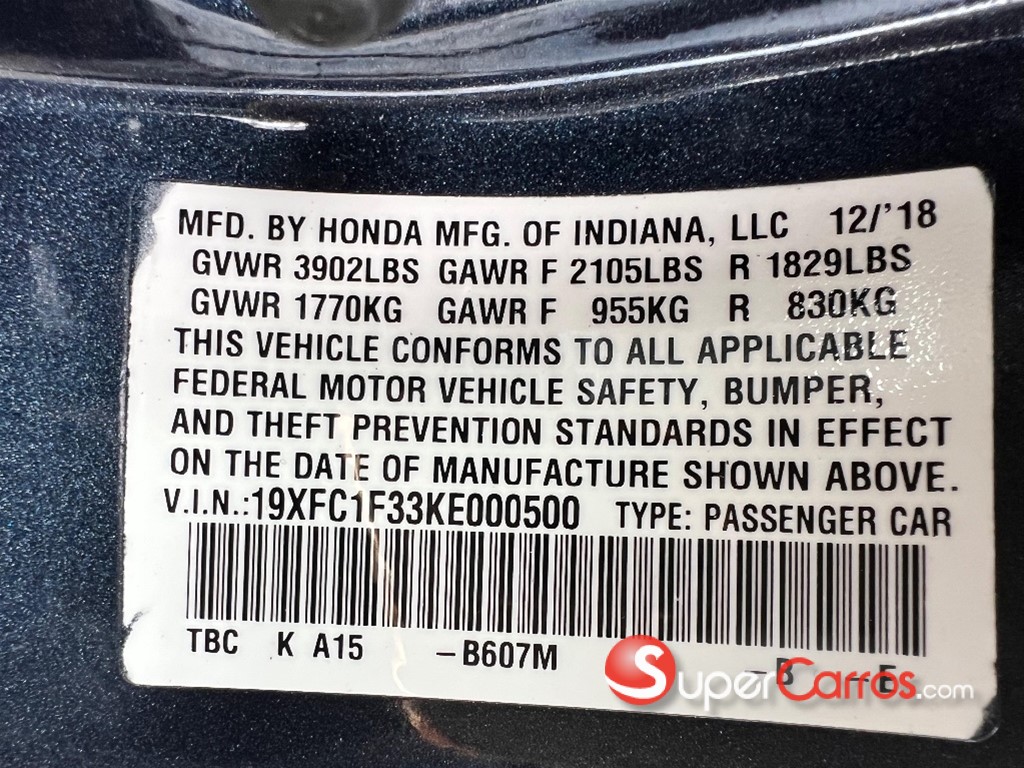 MFD. BY HONDA MFG. OF INDIANA, LLC 12/'18
GVWR 3902LBS GAWR F 2105LBS R 1829LBS
GVWR 1770KG GAWR F 955KG R 830KG
THIS VEHICLE CONFORMS TO ALL APPLICABLE
FEDERAL MOTOR VEHICLE SAFETY, BUMPER,
AND THEFT PREVENTION STANDARDS IN EFFECT
ON THE DATE OF MANUFACTURE SHOWN ABOVE.
V.I.N.:19XFC1F33KE000500 TYPE: PASSENGER CAR
TBC K A15 -B607M -B -E
SuperCarros.com